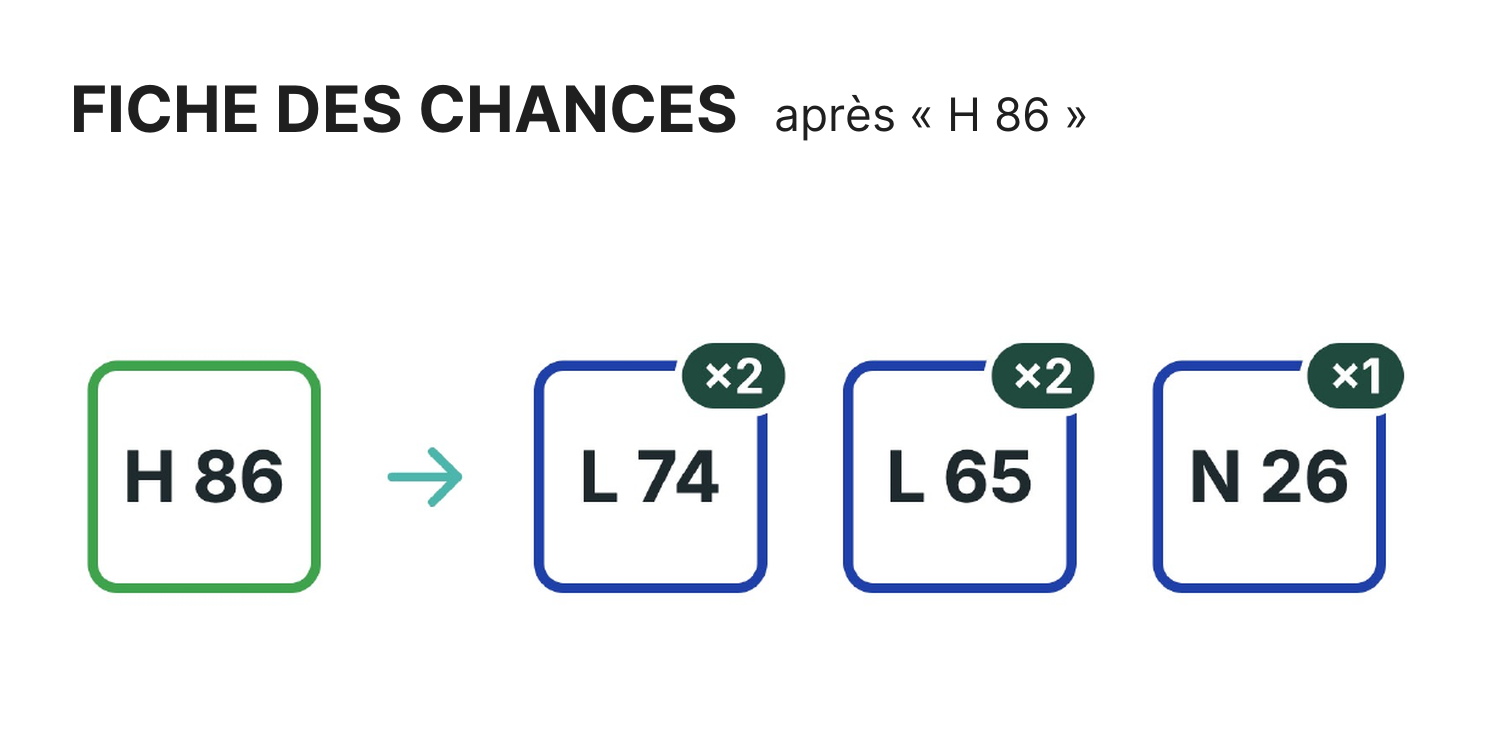 FICHE DES CHANCES après « H 86 »
×2 ×2 ×1
H 86 → L 74 L 65 N 26